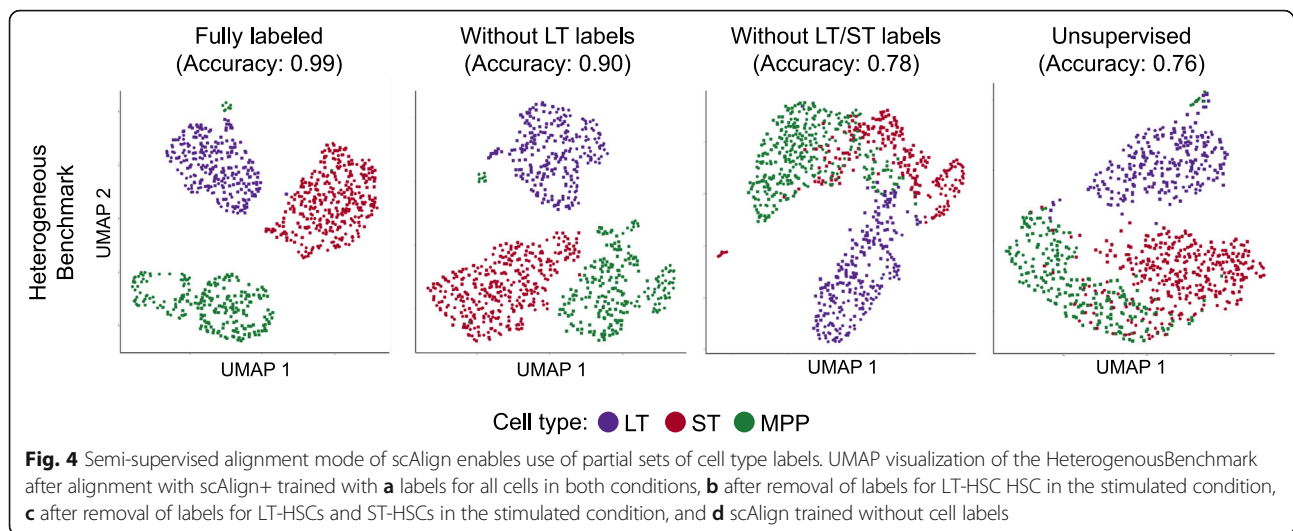 Fully labeled
(Accuracy: 0.99)
Without LT labels
(Accuracy: 0.90)
Without LT/ST labels
(Accuracy: 0.78)
Unsupervised
(Accuracy: 0.76)
Heterogeneous
Benchmark
UMAP 2
UMAP 1
UMAP 1
UMAP 1
UMAP 1
Cell type: LT ST MPP
Fig. 4 Semi-supervised alignment mode of scAlign enables use of partial sets of cell type labels. UMAP visualization of the HeterogenousBenchmark
after alignment with scAlign+ trained with a labels for all cells in both conditions, b after removal of labels for LT-HSC HSC in the stimulated condition,
c after removal of labels for LT-HSCs and ST-HSCs in the stimulated condition, and d scAlign trained without cell labels